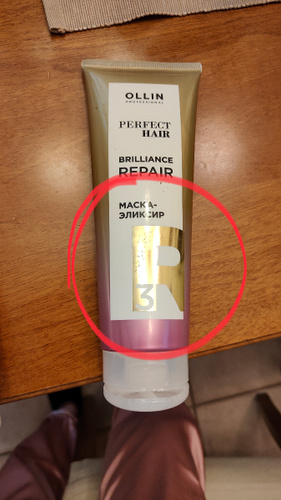 OLLIN
PROFESSIONAL
PERFECT
HAIR
BRILLIANCE
REPAIR
МАСКА-
ЭЛИКСИР
R
3